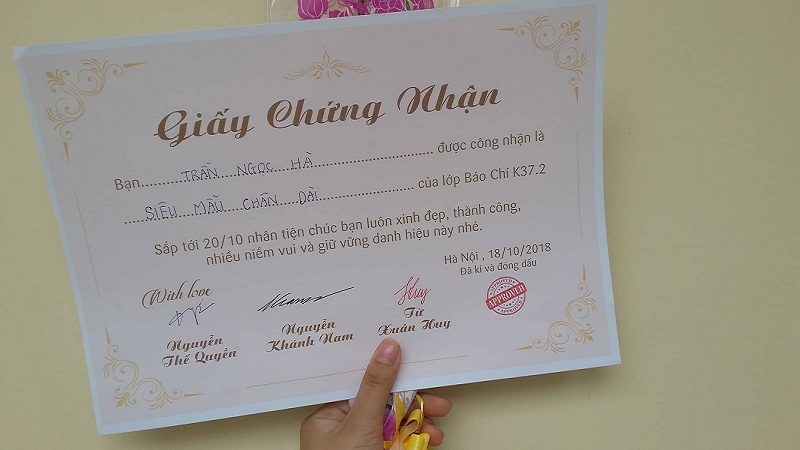 Giấy Chứng Nhận
Bạn......TRẦN NGỌC HÀ.......................... được công nhận là
...SIÊU MẪU CHÂN DÀI................... của lớp Báo Chí K37.2
Sắp tới 20/10 nhân tiện chúc bạn luôn xinh đẹp, thành công,
nhiều niềm vui và giữ vững danh hiệu này nhé.
Hà Nội , 18/10/2018
Đã kí và đóng dấu
With love
Huy
APPROVED
APPROVED
APPROVED
Nguyễn
Thế Quyền
Nguyễn
Khánh Nam
Từ
Xuân Huy